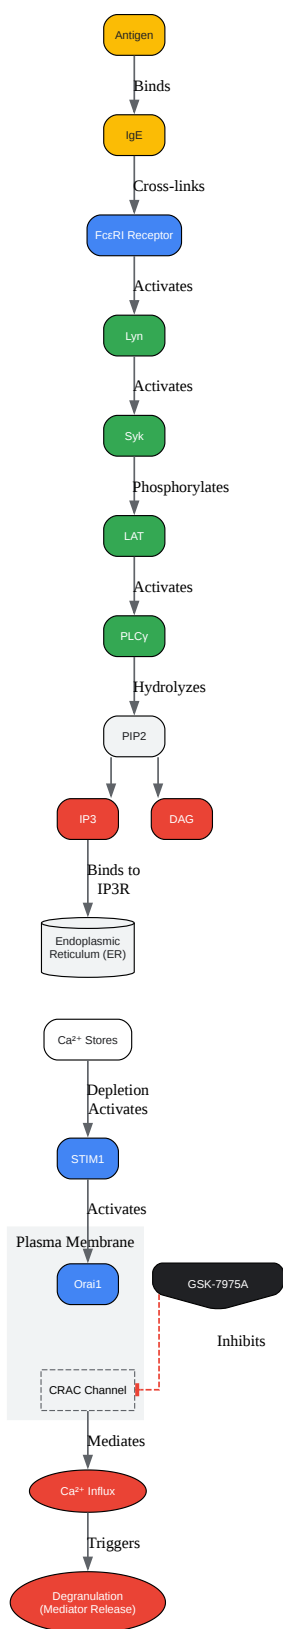 Antigen
Binds
IgE
Cross-links
FcεRI Receptor
Activates
Lyn
Activates
Syk
Phosphorylates
LAT
Activates
PLCγ
Hydrolyzes
PIP2
IP3
DAG
Binds to
IP3R
Endoplasmic
Reticulum (ER)
Ca²⁺ Stores
Depletion
Activates
STIM1
Activates
Plasma Membrane
Orai1
GSK-7975A
Inhibits
CRAC Channel
Mediates
Ca²⁺ Influx
Triggers
Degranulation
(Mediator Release)